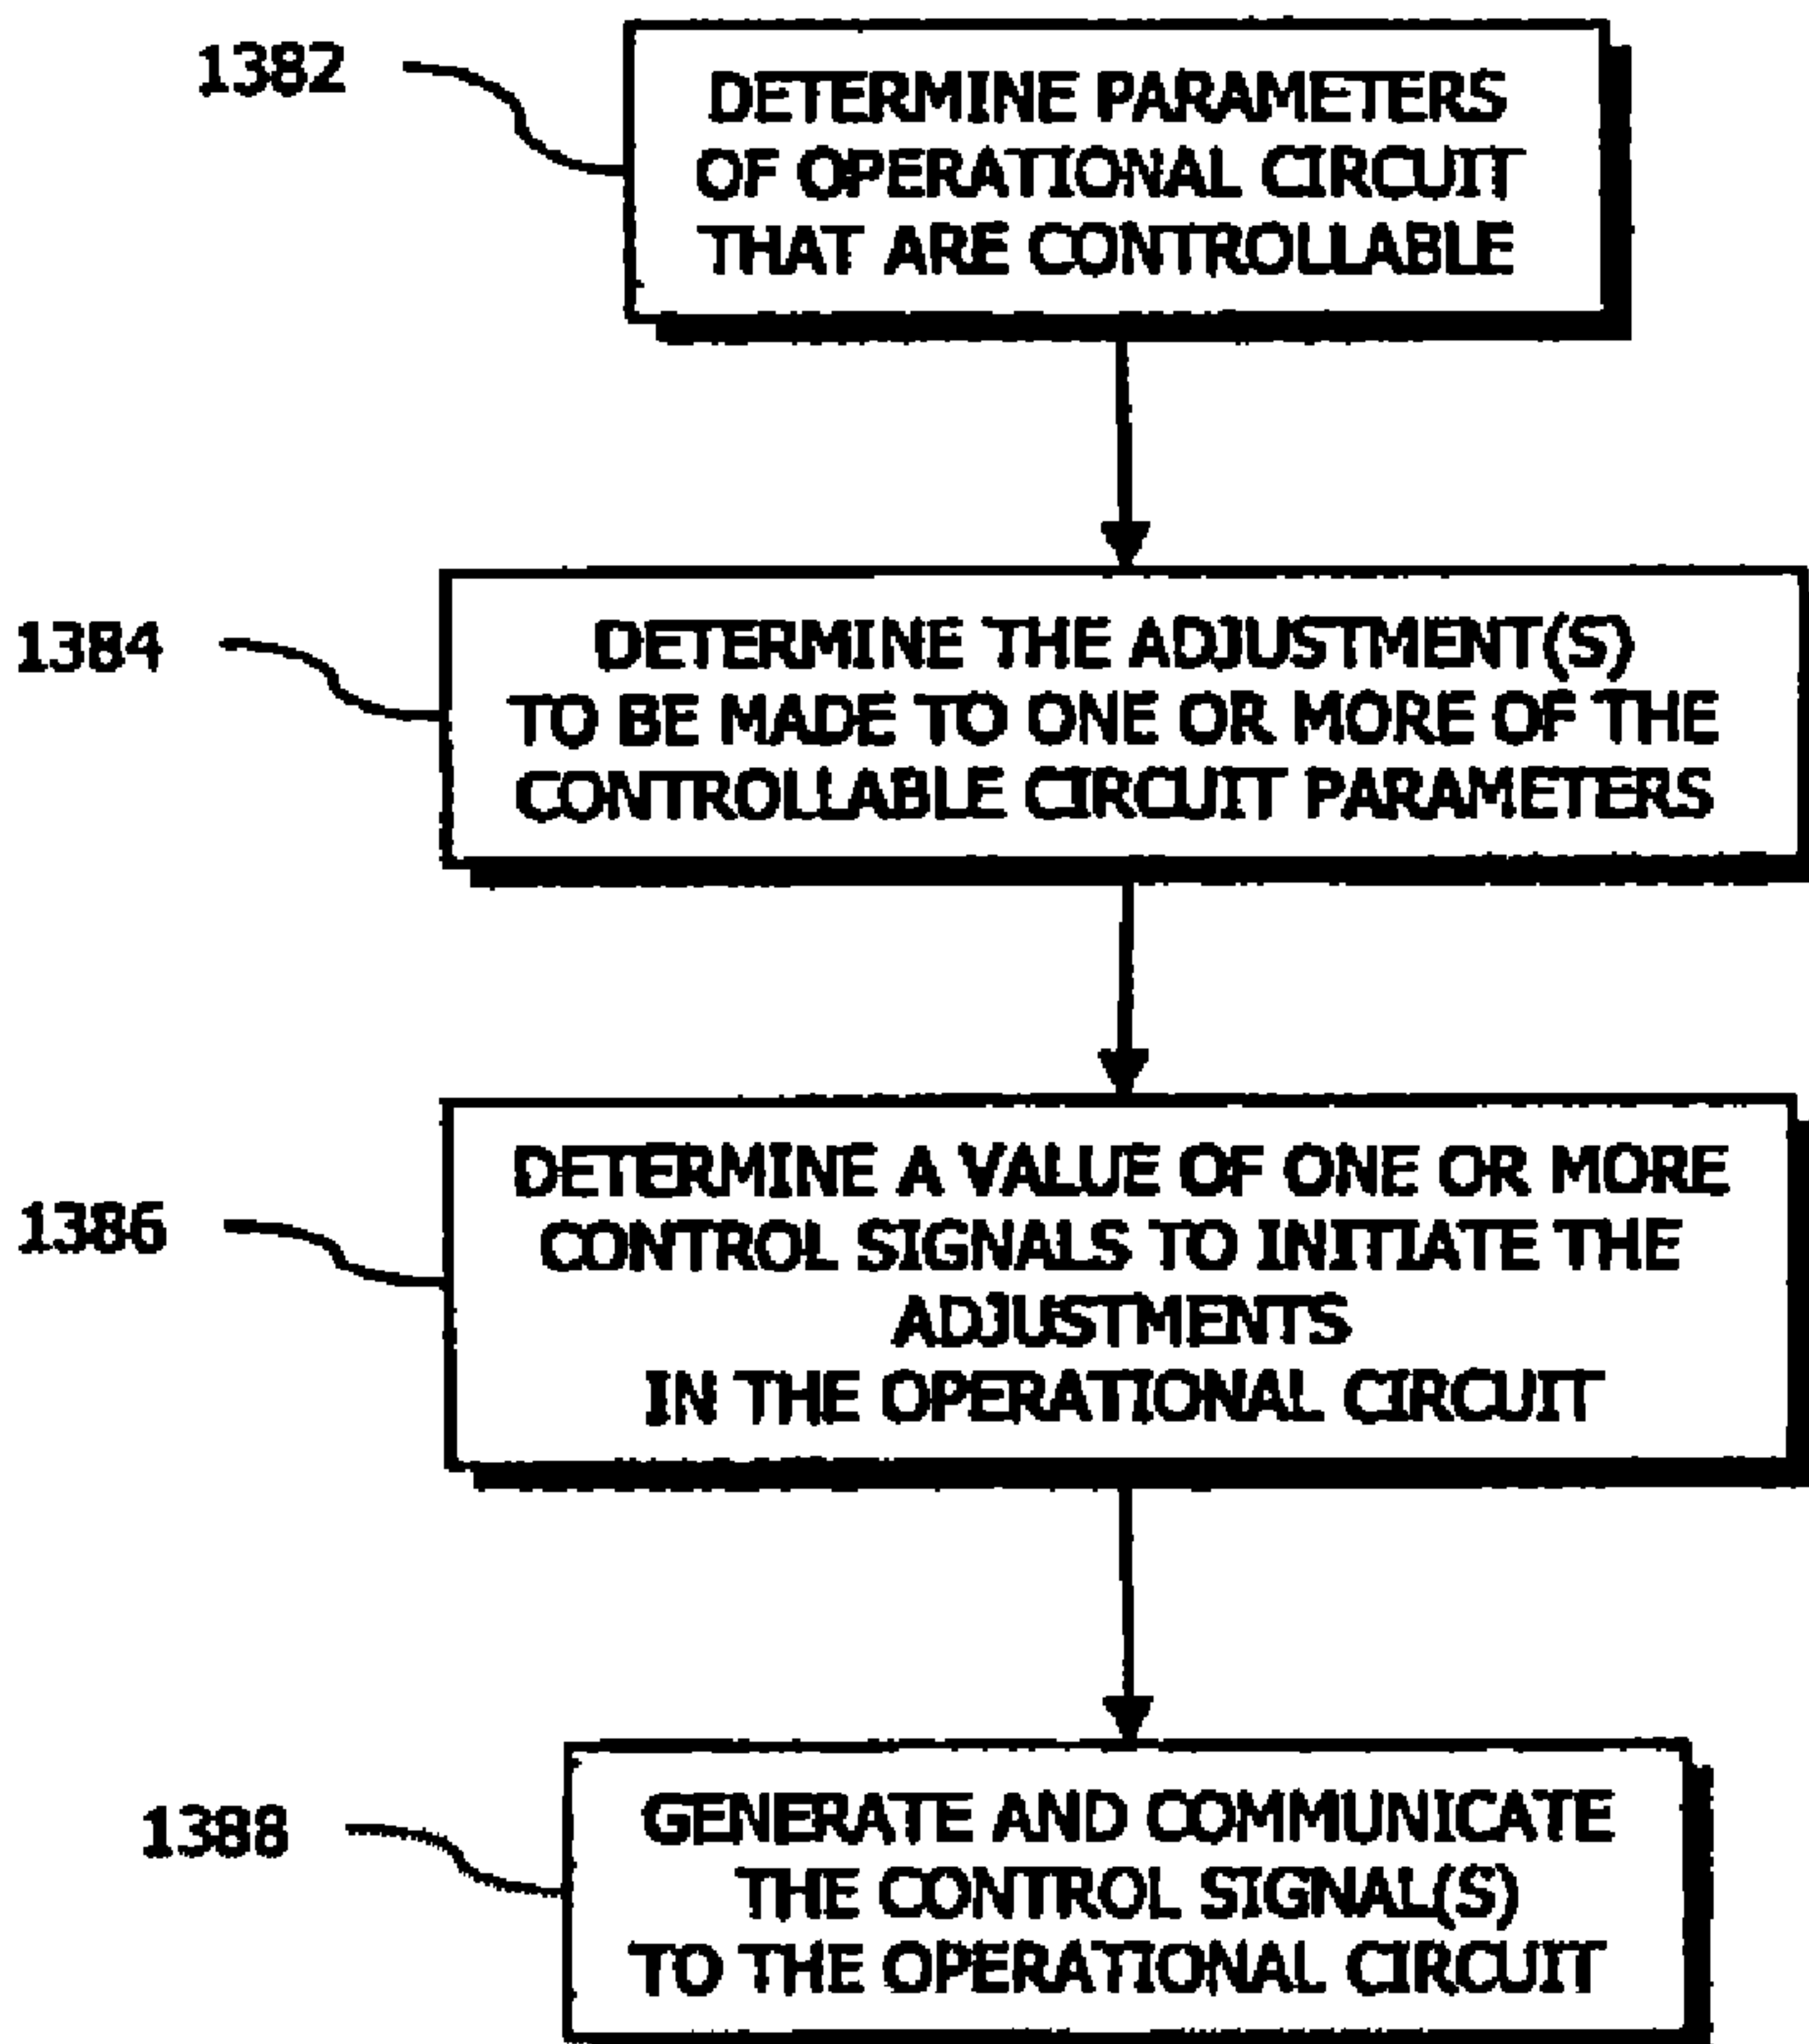 1382
DETERMINE PARAMETERS
OF OPERATIONAL CIRCUIT
THAT ARE CONTROLLABLE
1384
DETERMINE THE ADJUSTMENT(S)
TO BE MADE TO ONE OR MORE OF THE
CONTROLLABLE CIRCUIT PARAMETERS
1386
DETERMINE A VALUE OF ONE OR MORE
CONTROL SIGNALS TO INITIATE THE
ADJUSTMENTS
IN THE OPERATIONAL CIRCUIT
1388
GENERATE AND COMMUNICATE
THE CONTROL SIGNAL(S)
TO THE OPERATIONAL CIRCUIT